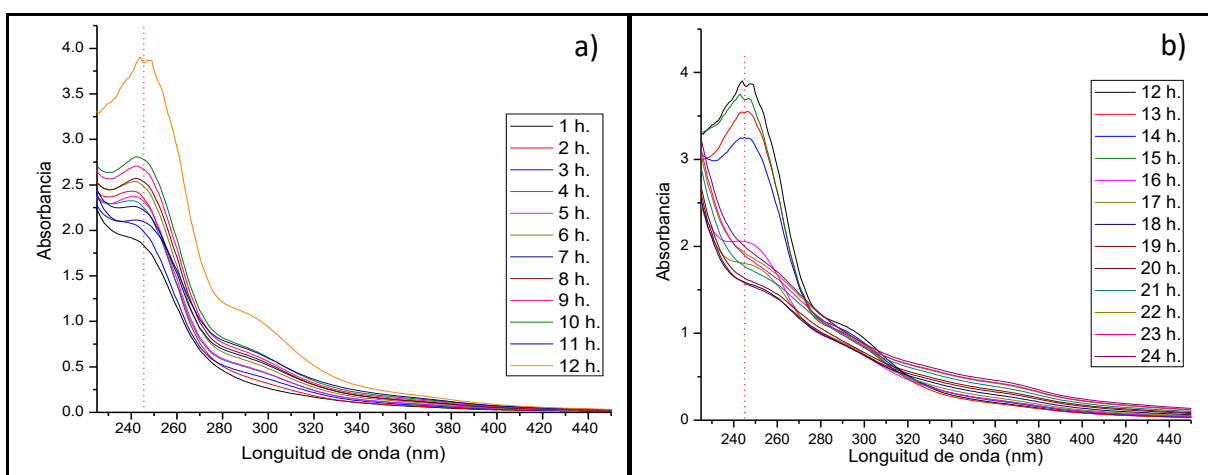 a)
Absorbancia
4.0
3.5
3.0
2.5
2.0
1.5
1.0
0.5
0.0
240 260 280 300 320 340 360 380 400 420 440
Longuitud de onda (nm)
1 h.
2 h.
3 h.
4 h.
5 h.
6 h.
7 h.
8 h.
9 h.
10 h.
11 h.
12 h.
b)
Absorbancia
4
3
2
1
0
240 260 280 300 320 340 360 380 400 420 440
Longuitud de onda (nm)
12 h.
13 h.
14 h.
15 h.
16 h.
17 h.
18 h.
19 h.
20 h.
21 h.
22 h.
23 h.
24 h.